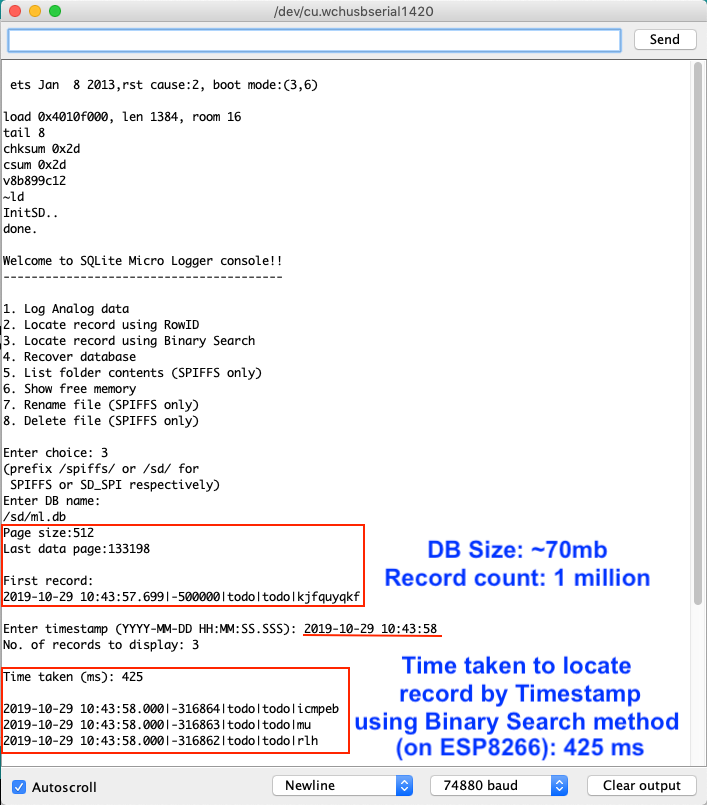 /dev/cu.wchusbserial1420
Send
ets Jan  8 2013,rst cause:2, boot mode:(3,6)
load 0x4010f000, len 1384, room 16
tail 8
chksum 0x2d
csum 0x2d
v8b899c12
~ld
InitSD..
done.
Welcome to SQLite Micro Logger console!!
----------------------------------------
1. Log Analog data
2. Locate record using RowID
3. Locate record using Binary Search
4. Recover database
5. List folder contents (SPIFFS only)
6. Show free memory
7. Rename file (SPIFFS only)
8. Delete file (SPIFFS only)
Enter choice: 3
(prefix /spiffs/ or /sd/ for
SPIFFS or SD_SPI respectively)
Enter DB name:
/sd/ml.db
Page size:512
Last data page:133198
First record:
2019-10-29 10:43:57.699|-500000|todo|todo|kjfquyqkf
DB Size: ~70mb
Record count: 1 million
Enter timestamp (YYYY-MM-DD HH:MM:SS.SSS): 2019-10-29 10:43:58
No. of records to display: 3
Time taken (ms): 425
2019-10-29 10:43:58.000|-316864|todo|todo|icmpeb
2019-10-29 10:43:58.000|-316863|todo|todo|mu
2019-10-29 10:43:58.000|-316862|todo|todo|rlh
Time taken to locate
record by Timestamp
using Binary Search method
(on ESP8266): 425 ms
Autoscroll
Newline
74880 baud
Clear output